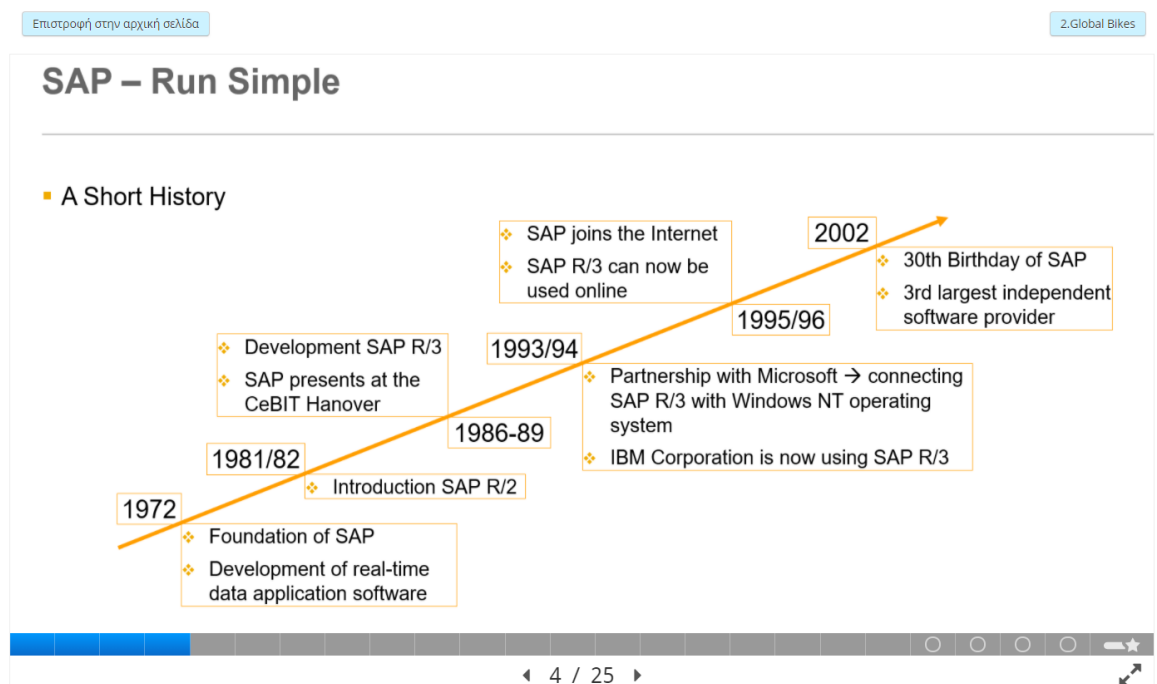 Επιστροφή στην αρχική σελίδα
2.Global Bikes
SAP – Run Simple
A Short History
1972
Foundation of SAP
Development of real-time
data application software
1981/82
Introduction SAP R/2
1986-89
Development SAP R/3
SAP presents at the
CeBIT Hanover
1993/94
Partnership with Microsoft → connecting
SAP R/3 with Windows NT operating
system
IBM Corporation is now using SAP R/3
1995/96
SAP joins the Internet
SAP R/3 can now be
used online
2002
30th Birthday of SAP
3rd largest independent
software provider
4 / 25